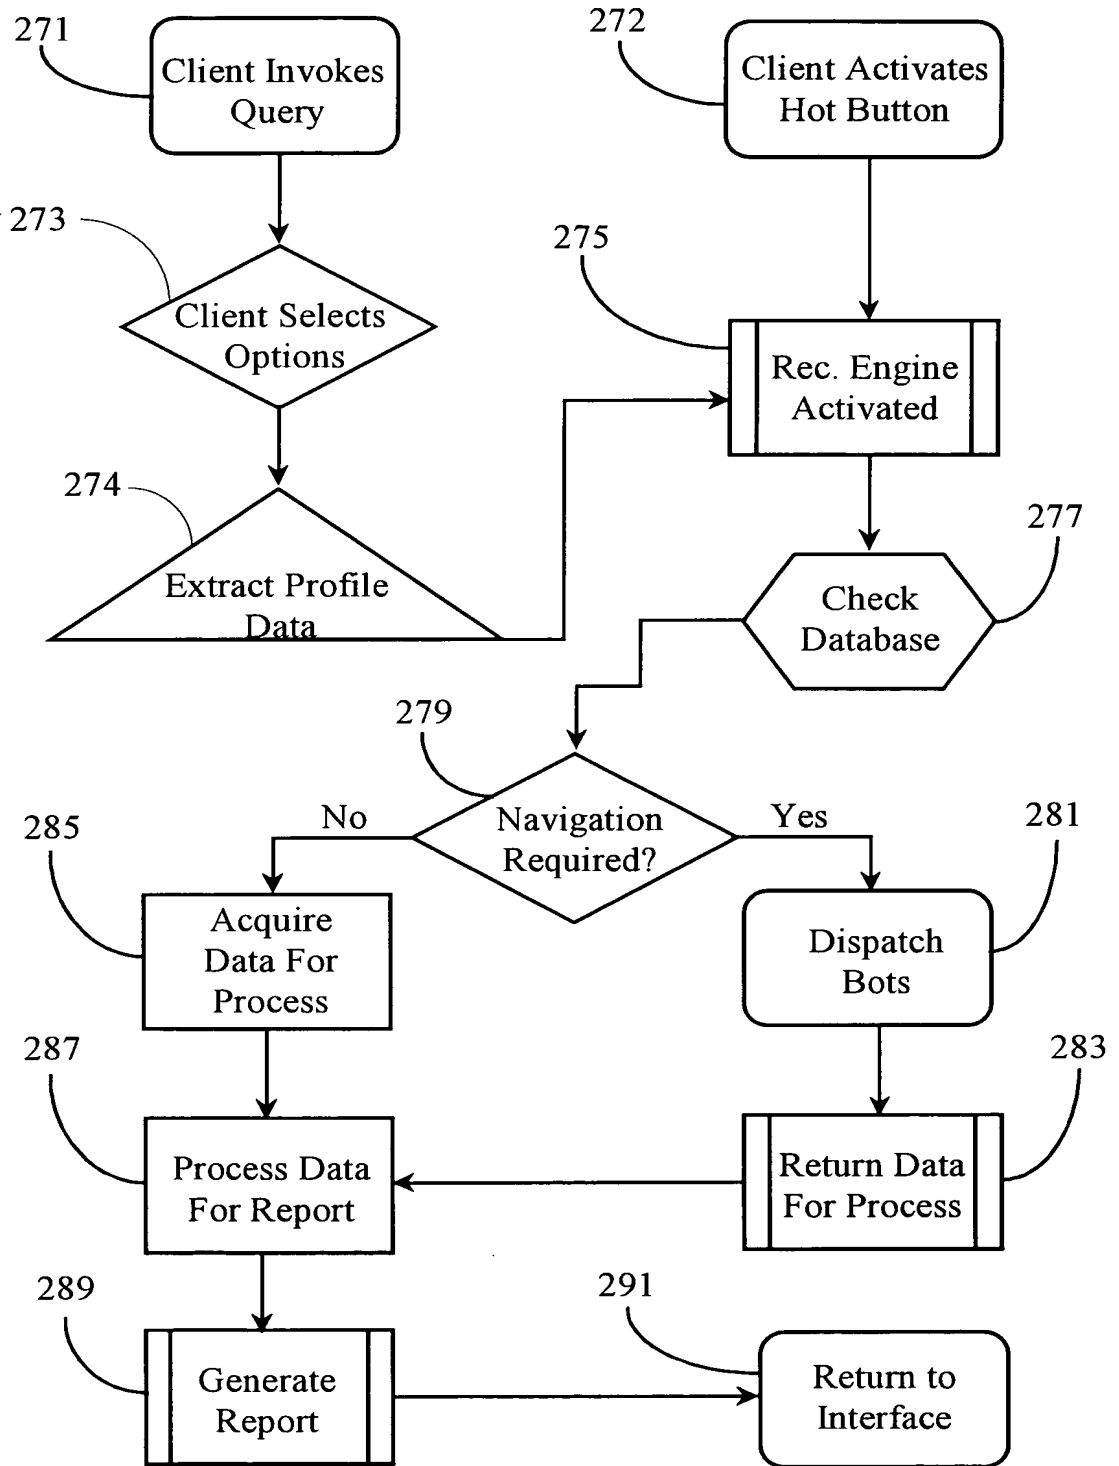 271
Client Invokes
Query
272
Client Activates
Hot Button
273
Client Selects
Options
275
Rec. Engine
Activated
274
Extract Profile
Data
277
Check
Database
279
Navigation
Required?
No
Yes
285
Acquire
Data For
Process
281
Dispatch
Bots
287
Process Data
For Report
283
Return Data
For Process
289
Generate
Report
291
Return to
Interface